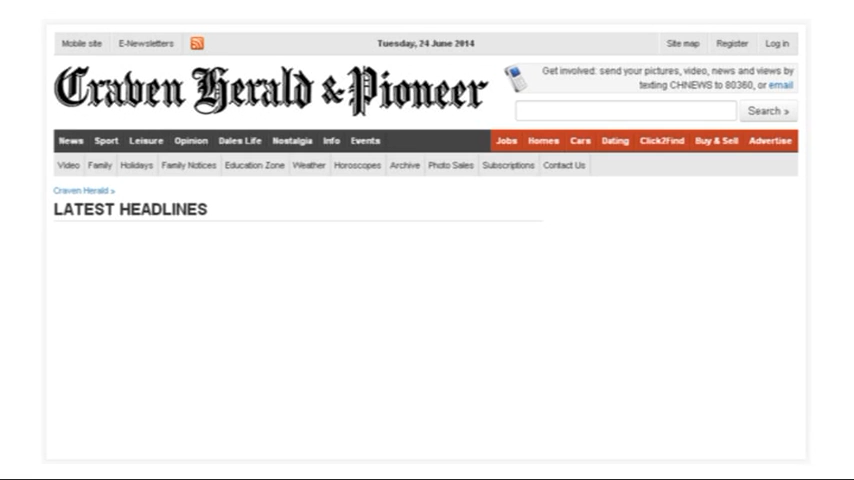 Mobile site E-Newsletters Tuesday, 24 June 2014 Site map Register Log in
Craven Herald & Pioneer
Get involved: send your pictures, video, news and views by
texting CHNEWS to 80360, or email
Search »
News Sport Leisure Opinion Dales Life Nostalgia Info Events Jobs Homes Cars Dating Click2Find Buy & Sell Advertise
Video Family Holidays Family Notices Education Zone Weather Horoscopes Archive Photo Sales Subscriptions Contact Us
Craven Herald »
LATEST HEADLINES